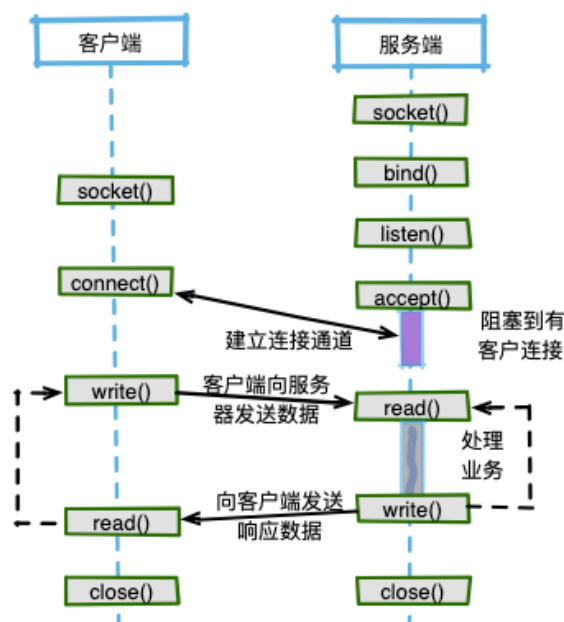 客户端
服务端
socket()
bind()
socket()
listen()
connect()
accept()
阻塞到有
客户连接
建立连接通道
write()
客户端向服务
器发送数据
read()
处理
业务
向客户端发送
响应数据
write()
read()
close()
close()